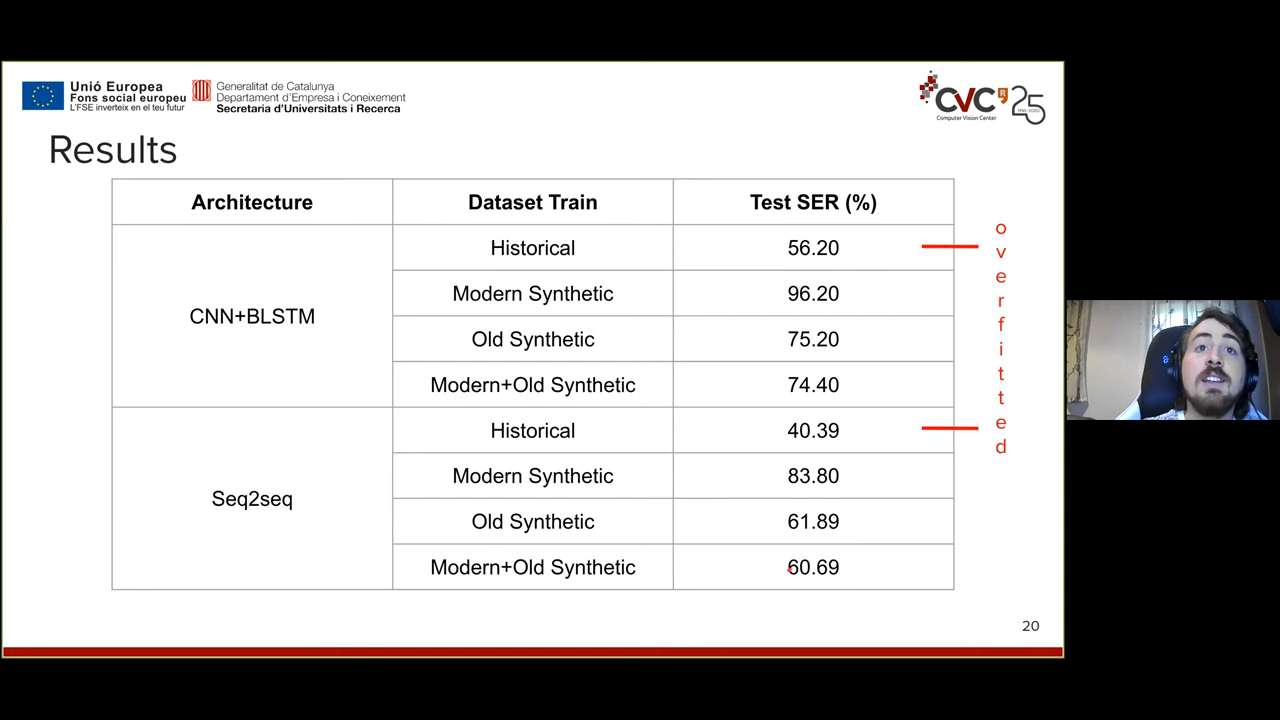 Unió Europea
Fons social europeu
L'FSE inverteix en el teu futur
Generalitat de Catalunya
Departament d'Empresa i Coneixement
Secretaria d'Universitats i Recerca
CVC
Computer Vision Center
25
Results
Architecture Dataset Train Test SER (%)
CNN+BLSTM
Historical 56.20
Modern Synthetic 96.20
Old Synthetic 75.20
Modern+Old Synthetic 74.40
Seq2seq
Historical 40.39
Modern Synthetic 83.80
Old Synthetic 61.89
Modern+Old Synthetic 60.69
overfitted
20